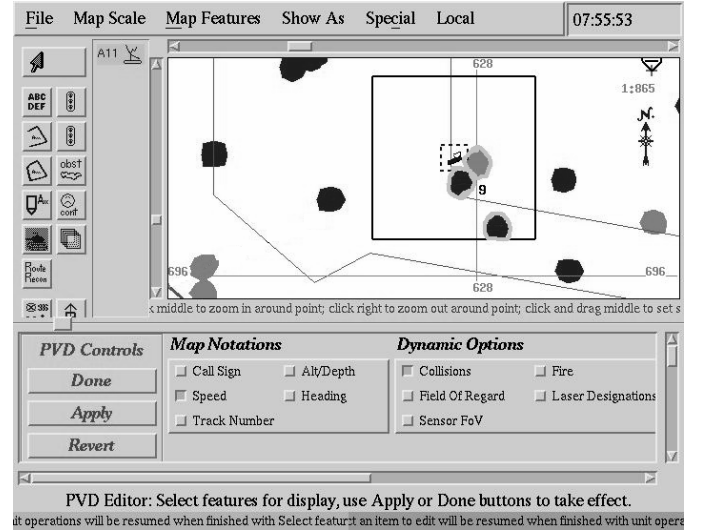 File Map Scale Map Features Show As Special Local 07:55:53
A11
628
1:865
N
ABC
DEF
obst
A
cont
9
Route
Recon
696 696
628
k middle to zoom in around point; click right to zoom out around point; click and drag middle to set s
PVD Controls Map Notations Dynamic Options
Call Sign Alt/Depth Collisions Fire
Done
Speed Heading Field Of Regard Laser Designations
Apply
Track Number Sensor FoV
Revert
PVD Editor: Select features for display, use Apply or Done buttons to take effect.
it operations will be resumed when finished with Select featur t an item to edit will be resumed when finished with unit opera